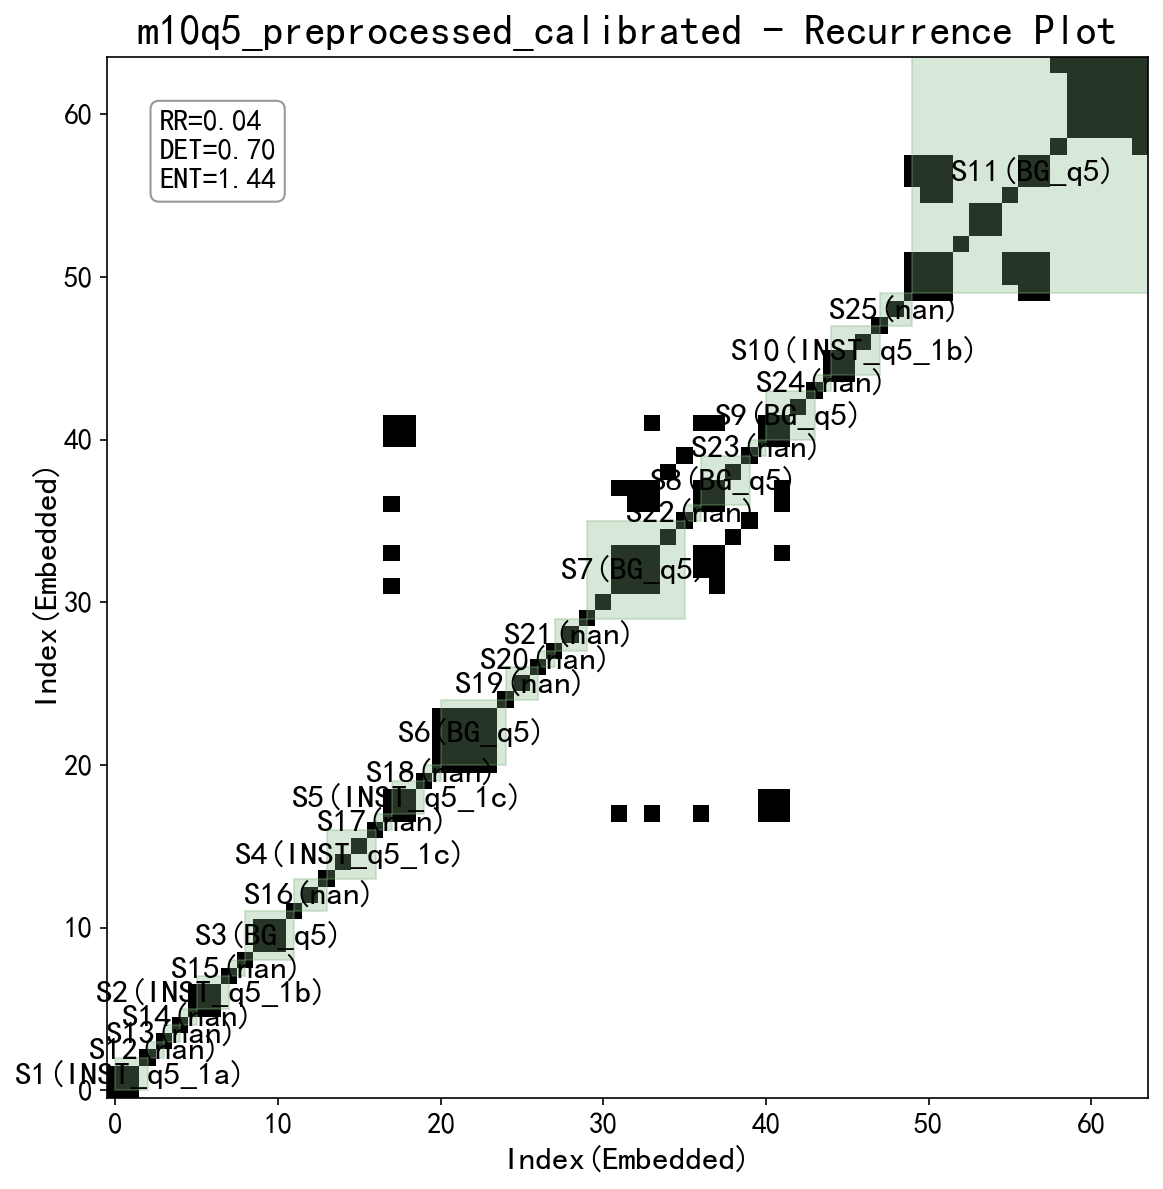 m10q5_preprocessed_calibrated - Recurrence Plot
RR=0.04
DET=0.70
ENT=1.44
60
50
40
30
20
10
0
Index(Embedded)
S11(BG_q5)
S25(nan)
S10(INST_q5_1b)
S24(nan)
S9(BG_q5)
S23(nan)
S8(BG_q5)
S22(nan)
S7(BG_q5)
S21(nan)
S20(nan)
S19(nan)
S6(BG_q5)
S18(nan)
S5(INST_q5_1c)
S17(nan)
S4(INST_q5_1c)
S16(nan)
S3(BG_q5)
S15(nan)
S2(INST_q5_1b)
S14(nan)
S13(nan)
S12(nan)
S1(INST_q5_1a)
0 10 20 30 40 50 60
Index(Embedded)